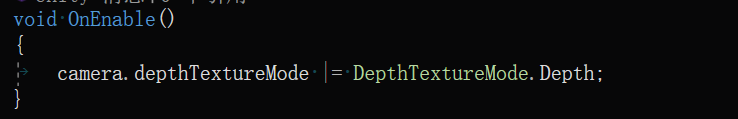 void OnEnable()
{
camera.depthTextureMode |= DepthTextureMode.Depth;
}